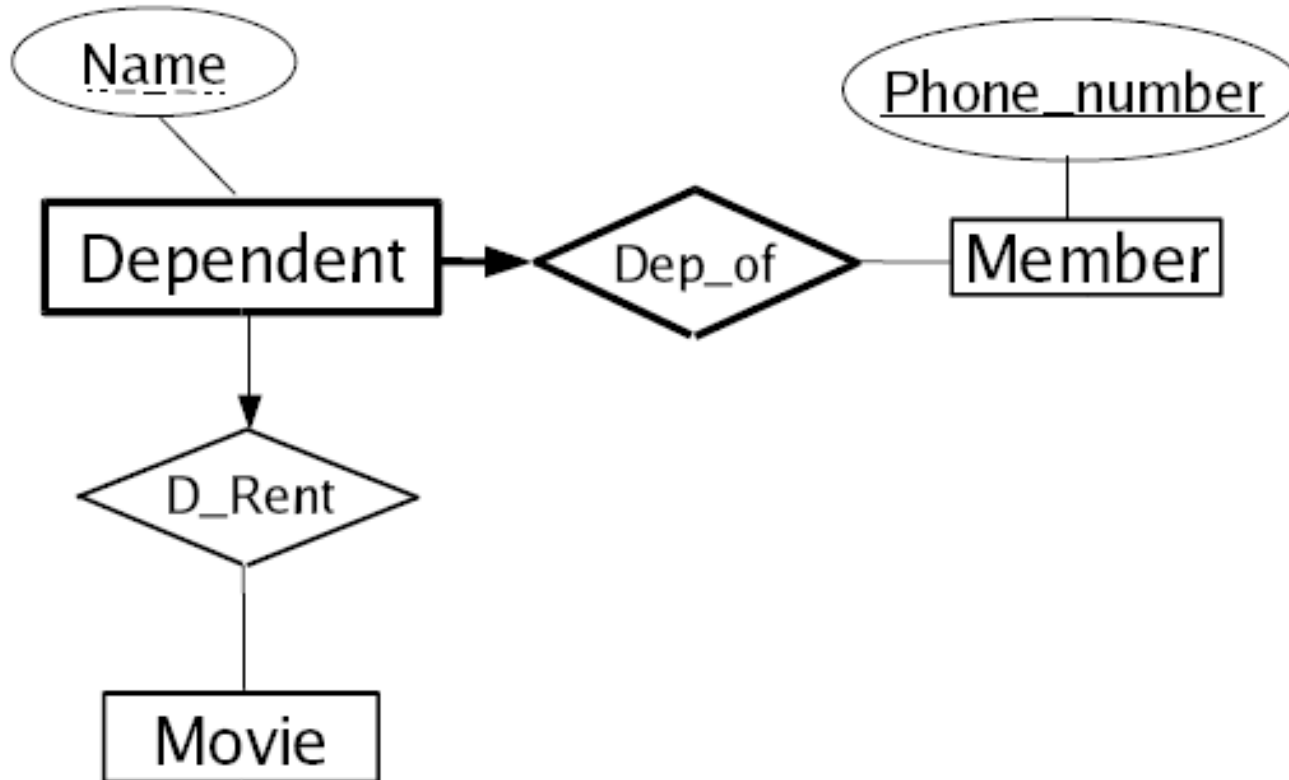 Name
Phone_number
Dependent
Dep_of
Member
D_Rent
Movie